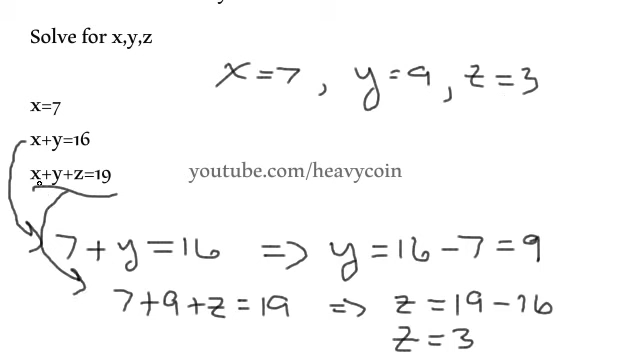 Solve for x,y,z
x=7 , y=9 , z=3
x=7
x+y=16
x+y+z=19
youtube.com/heavycoin
7+y=16 => y=16-7=9
7+9+z=19 => z=19-16
z=3